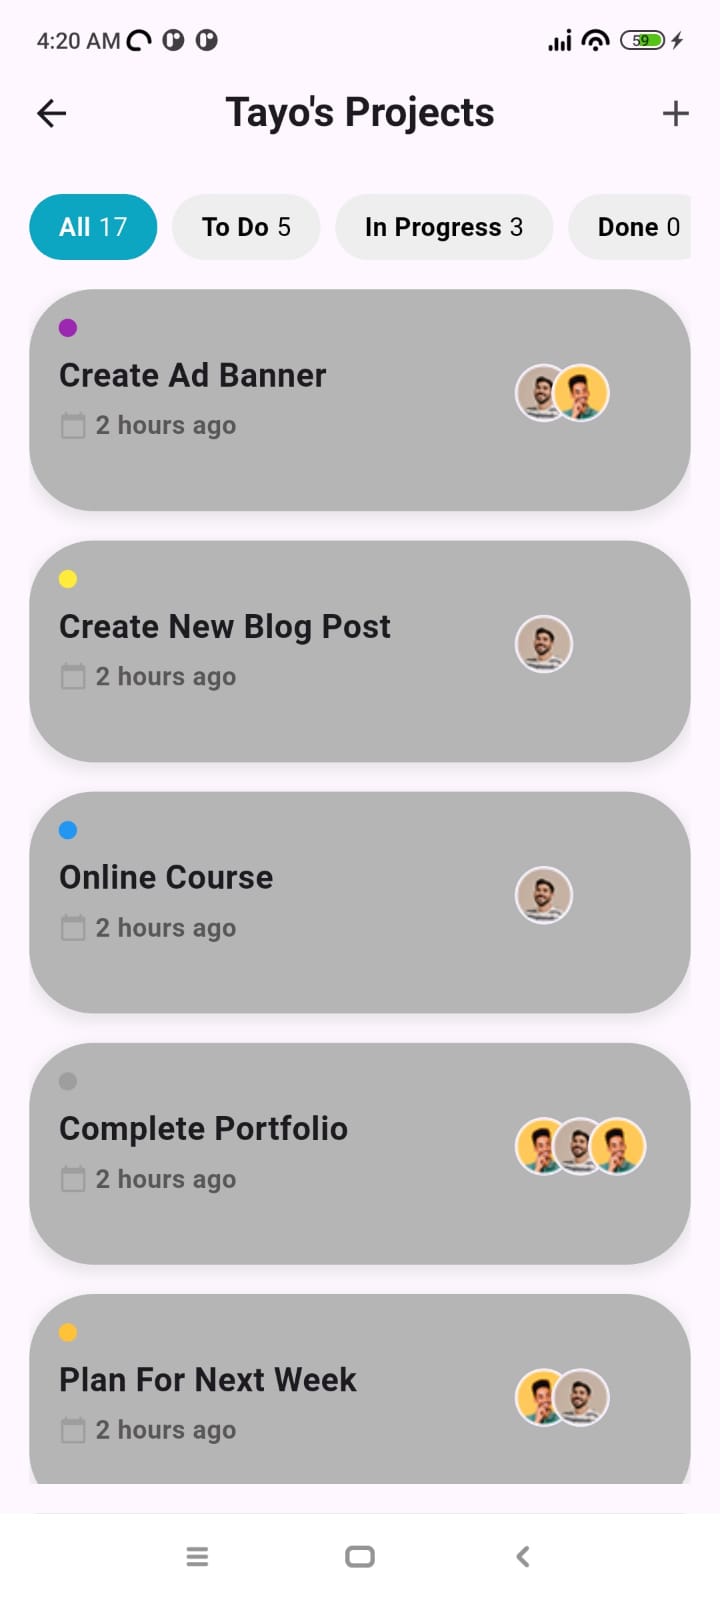 4:20 AM
59
Tayo's Projects
All 17
To Do 5
In Progress 3
Done 0
Create Ad Banner
2 hours ago
Create New Blog Post
2 hours ago
Online Course
2 hours ago
Complete Portfolio
2 hours ago
Plan For Next Week
2 hours ago